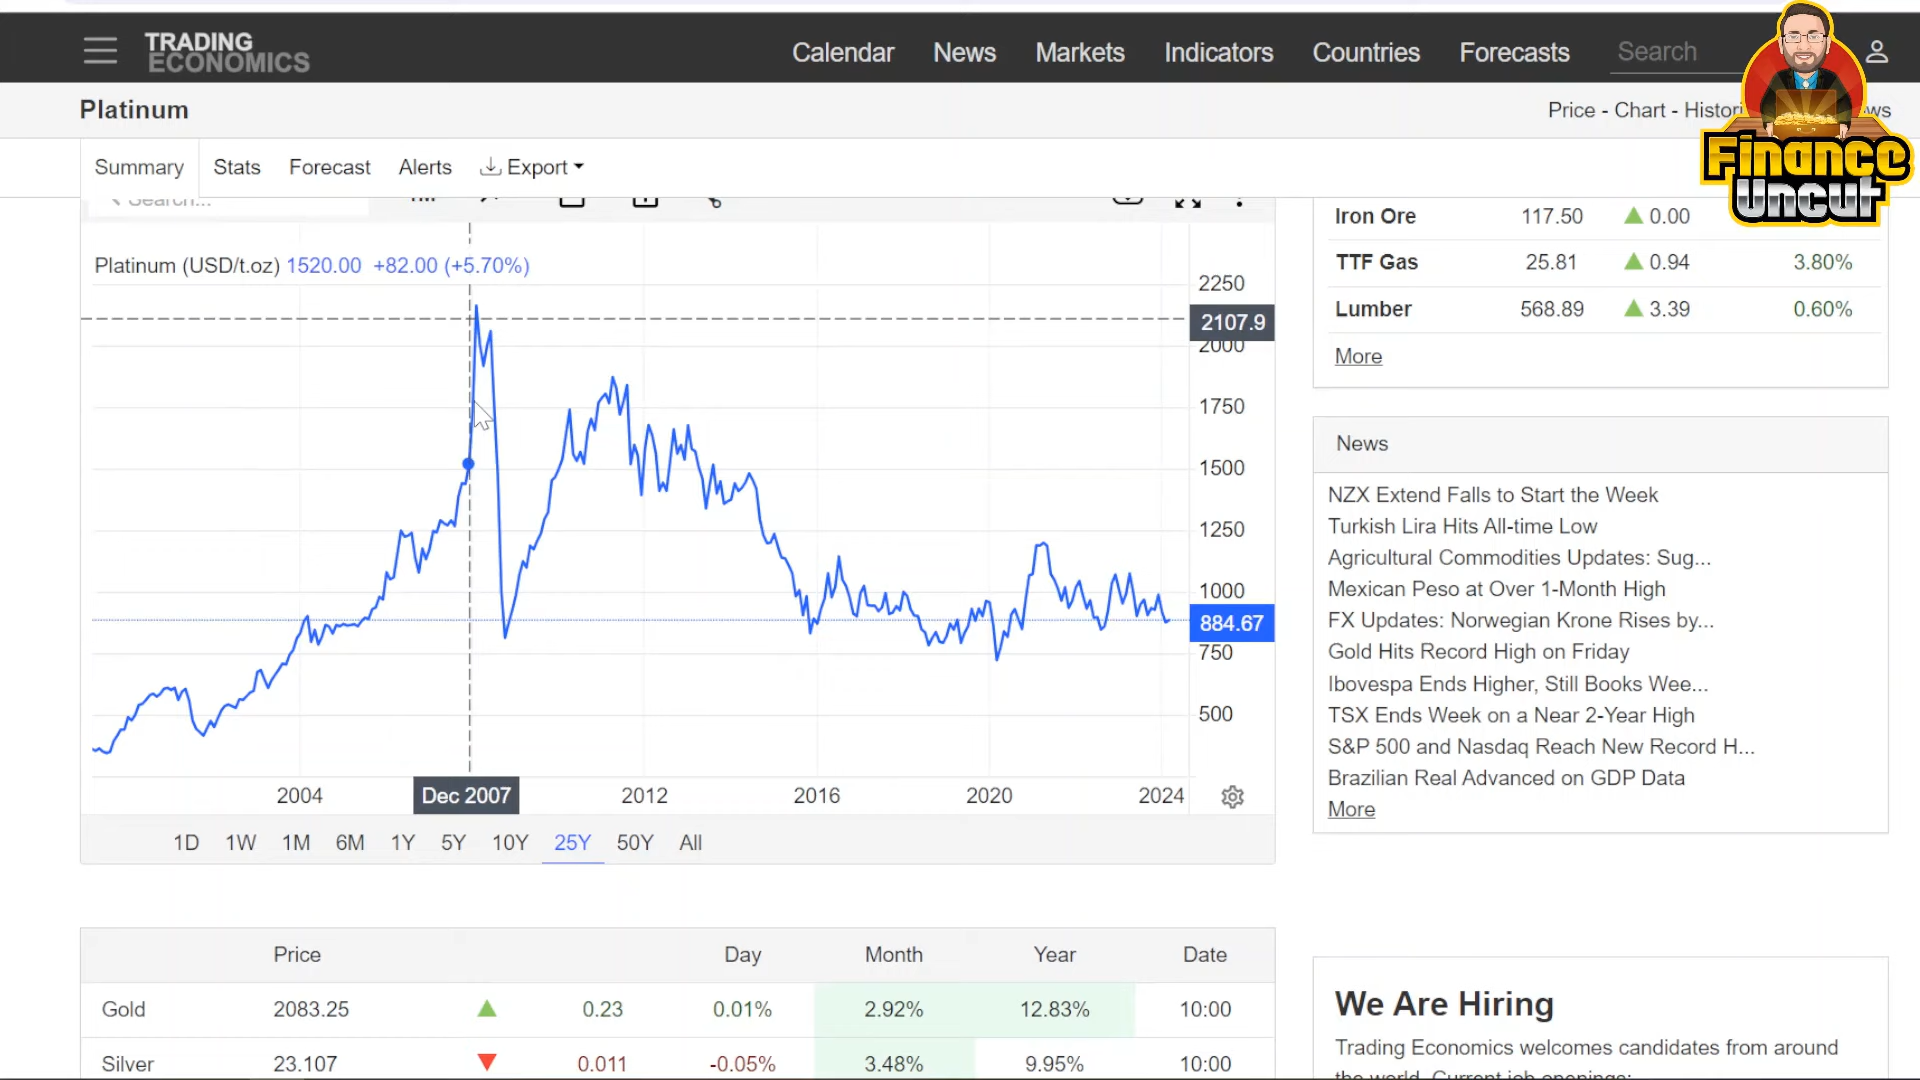 TRADING
ECONOMICS
Calendar News Markets Indicators Countries Forecasts Search
Platinum
Price - Chart - Histori
ws
Finance
Uncut
Summary Stats Forecast Alerts Export
Search...
Platinum (USD/t.oz) 1520.00 +82.00 (+5.70%)
2250
2107.9
2000
1750
1500
1250
1000
884.67
750
500
2004 Dec 2007 2012 2016 2020 2024
1D 1W 1M 6M 1Y 5Y 10Y 25Y 50Y All
Iron Ore 117.50 0.00
TTF Gas 25.81 0.94 3.80%
Lumber 568.89 3.39 0.60%
More
News
NZX Extend Falls to Start the Week
Turkish Lira Hits All-time Low
Agricultural Commodities Updates: Sug...
Mexican Peso at Over 1-Month High
FX Updates: Norwegian Krone Rises by...
Gold Hits Record High on Friday
Ibovespa Ends Higher, Still Books Wee...
TSX Ends Week on a Near 2-Year High
S&P 500 and Nasdaq Reach New Record H...
Brazilian Real Advanced on GDP Data
More
Price Day Month Year Date
Gold 2083.25 0.23 0.01% 2.92% 12.83% 10:00
Silver 23.107 0.011 -0.05% 3.48% 9.95% 10:00
We Are Hiring
Trading Economics welcomes candidates from around
the world. Current job openings: